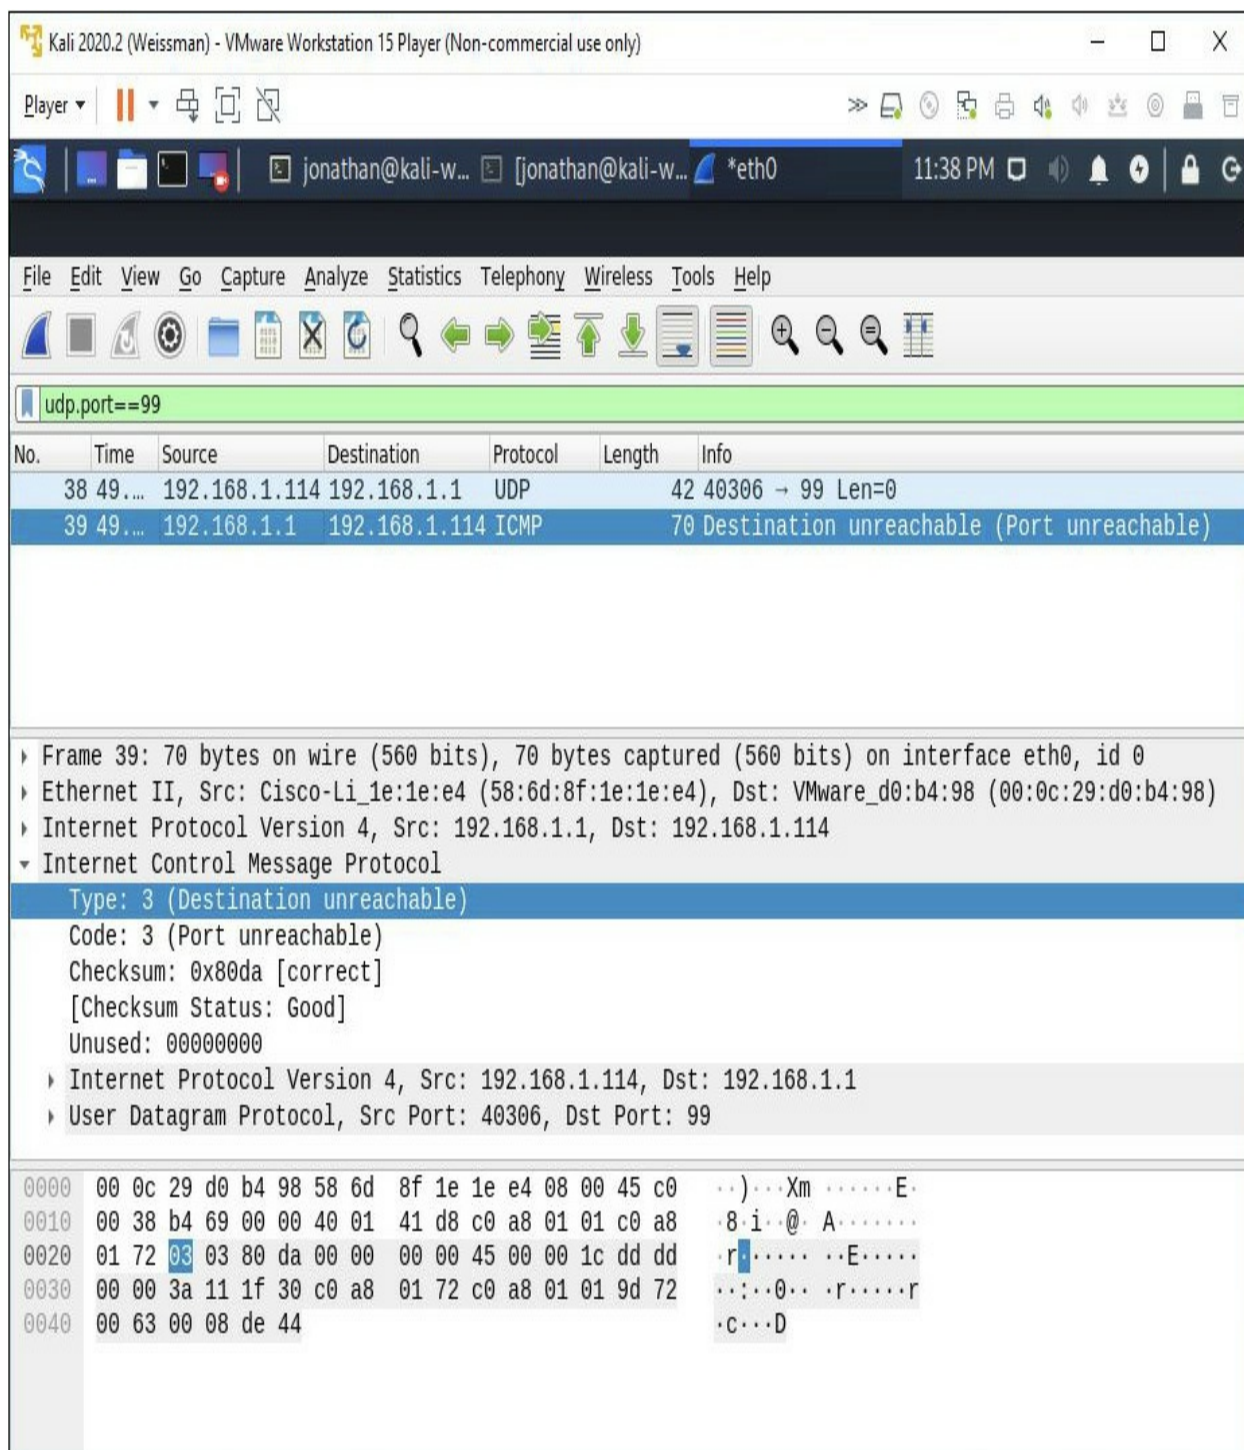 Kali 2020.2 (Weissman) - VMware Workstation 15 Player (Non-commercial use only)
Player
jonathan@kali-w... [jonathan@kali-w... *eth0 11:38 PM
File Edit View Go Capture Analyze Statistics Telephony Wireless Tools Help
udp.port==99
No. Time Source Destination Protocol Length Info
38 49.… 192.168.1.114 192.168.1.1 UDP 42 40306 → 99 Len=0
39 49.… 192.168.1.1 192.168.1.114 ICMP 70 Destination unreachable (Port unreachable)
Frame 39: 70 bytes on wire (560 bits), 70 bytes captured (560 bits) on interface eth0, id 0
Ethernet II, Src: Cisco-Li_1e:1e:e4 (58:6d:8f:1e:1e:e4), Dst: VMware_d0:b4:98 (00:0c:29:d0:b4:98)
Internet Protocol Version 4, Src: 192.168.1.1, Dst: 192.168.1.114
Internet Control Message Protocol
Type: 3 (Destination unreachable)
Code: 3 (Port unreachable)
Checksum: 0x80da [correct]
[Checksum Status: Good]
Unused: 00000000
Internet Protocol Version 4, Src: 192.168.1.114, Dst: 192.168.1.1
User Datagram Protocol, Src Port: 40306, Dst Port: 99
0000 00 0c 29 d0 b4 98 58 6d 8f 1e 1e e4 08 00 45 c0 ··)···Xm ······E·
0010 00 38 b4 69 00 00 40 01 41 d8 c0 a8 01 01 c0 a8 ·8·i··@· A·······
0020 01 72 03 03 80 da 00 00 00 00 45 00 00 1c dd dd ·r······ ··E·····
0030 00 00 3a 11 1f 30 c0 a8 01 72 c0 a8 01 01 9d 72 ··:··0·· ·r·····r
0040 00 63 00 08 de 44 ·c···D